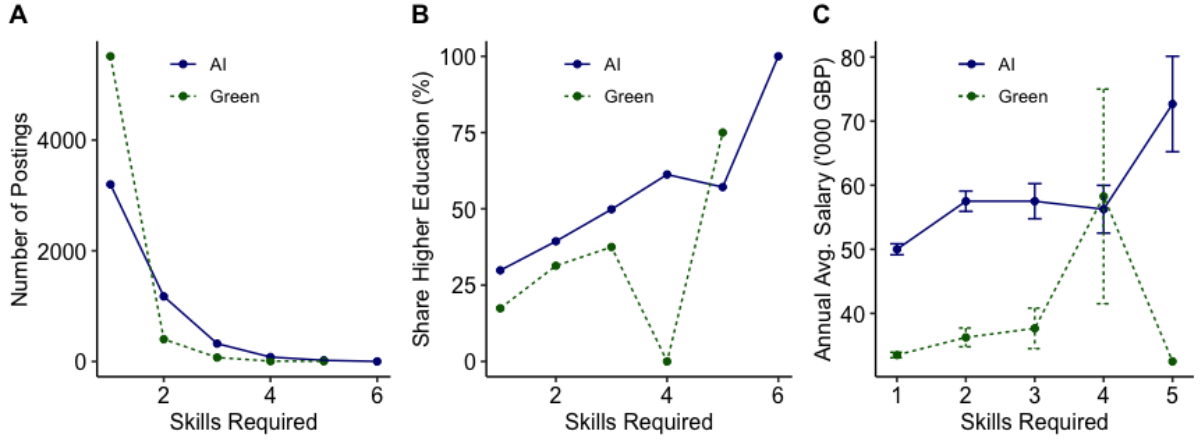 A
Number of Postings
4000
2000
0
AI
Green
2
4
6
Skills Required
B
Share Higher Education (%)
100
75
50
25
0
AI
Green
2
4
6
Skills Required
C
Annual Avg. Salary ('000 GBP)
80
70
60
50
40
AI
Green
1
2
3
4
5
Skills Required